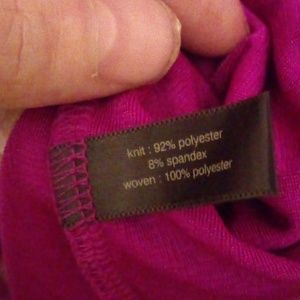 knit : 92% polyester
8% spandex
woven : 100% polyester